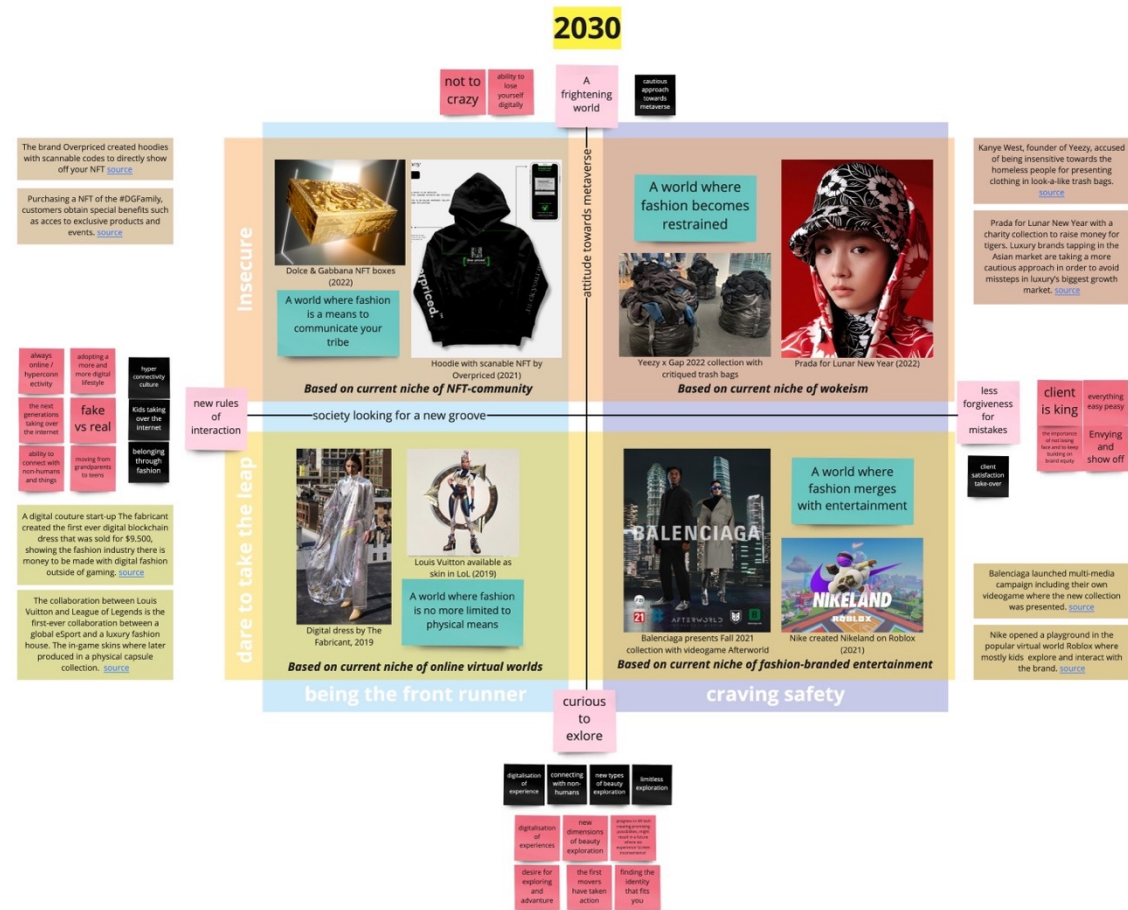 2030
not to
crazy
ability to
lose
yourself
digitally
A
frightening
world
cautious
approach
towards
metaverse
The brand Overpriced created hoodies
with scannable codes to directly show
off your NFT source
Purchasing a NFT of the #DGFamily,
customers obtain special benefits such
as acces to exclusive products and
events. source
Kanye West, founder of Yeezy, accused
of being insensitive towards the
homeless people for presenting
clothing in look-a-like trash bags.
source
Prada for Lunar New Year with a
charity collection to raise money for
tigers. Luxury brands tapping in the
Asian market are taking a more
cautious approach in order to avoid
missteps in luxury's biggest growth
market. source
Insecure
attitude towards metaverse
Dolce & Gabbana NFT boxes
(2022)
A world where fashion
is a means to
communicate your
tribe
verpriced.
Hoodie with scanable NFT by
Overpriced (2021)
Based on current niche of NFT-community
A world where
fashion becomes
restrained
Yeezy x Gap 2022 collection with
critiqued trash bags
Prada for Lunar New Year (2022)
Based on current niche of wokeism
always
online /
hyperconn
ectivity
adopting a
more and
more digital
lifestyle
hyper
connectivity
culture
the next
generations
taking over
the internet
fake
vs real
Kids taking
over the
internet
ability to
connect with
non-humans
and things
moving from
grandparents
to teens
belonging
through
fashion
new rules
of
interaction
society looking for a new groove
less
forgiveness
for
mistakes
client
is king
everything
easy peasy
the importance
of not losing
face and to keep
building on
brand equity
Envying
and
show off
client
satisfaction
take-over
A digital couture start-up The fabricant
created the first ever digital blockchain
dress that was sold for $9.500,
showing the fashion industry there is
money to be made with digital fashion
outside of gaming. source
The collaboration between Louis
Vuitton and League of Legends is the
first-ever collaboration between a
global eSport and a luxury fashion
house. The in-game skins where later
produced in a physical capsule
collection. source
dare to take the leap
Digital dress by The
Fabricant, 2019
Louis Vuitton available as
skin in LoL (2019)
A world where fashion
is no more limited to
physical means
Based on current niche of online virtual worlds
BALENCIAGA
21
AFTERWORLD
Balenciaga presents Fall 2021
collection with videogame Afterworld
A world where
fashion merges
with entertainment
NIKELAND
ROBLOX
Nike created Nikeland on Roblox
(2021)
Based on current niche of fashion-branded entertainment
Balenciaga launched multi-media
campaign including their own
videogame where the new collection
was presented. source
Nike opened a playground in the
popular virtual world Roblox where
mostly kids explore and interact with
the brand. source
being the front runner
craving safety
curious
to
exlore
digitalisation
of
experience
connecting
with non-
humans
new types
of beauty
exploration
limitless
exploration
digitalisation
of
experiences
new
dimensions
of beauty
exploration
desire for
exploring
and
advanture
the first
movers
have taken
action
finding the
identity
that fits
you